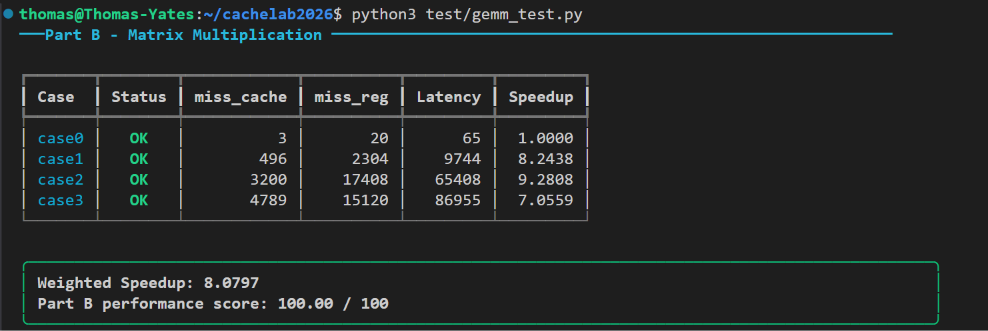 thomas@Thomas-Yates:~/cachelab2026$ python3 test/gemm_test.py
Part B - Matrix Multiplication
Case Status miss_cache miss_reg Latency Speedup
case0 OK 3 20 65 1.0000
case1 OK 496 2304 9744 8.2438
case2 OK 3200 17408 65408 9.2808
case3 OK 4789 15120 86955 7.0559
Weighted Speedup: 8.0797
Part B performance score: 100.00 / 100